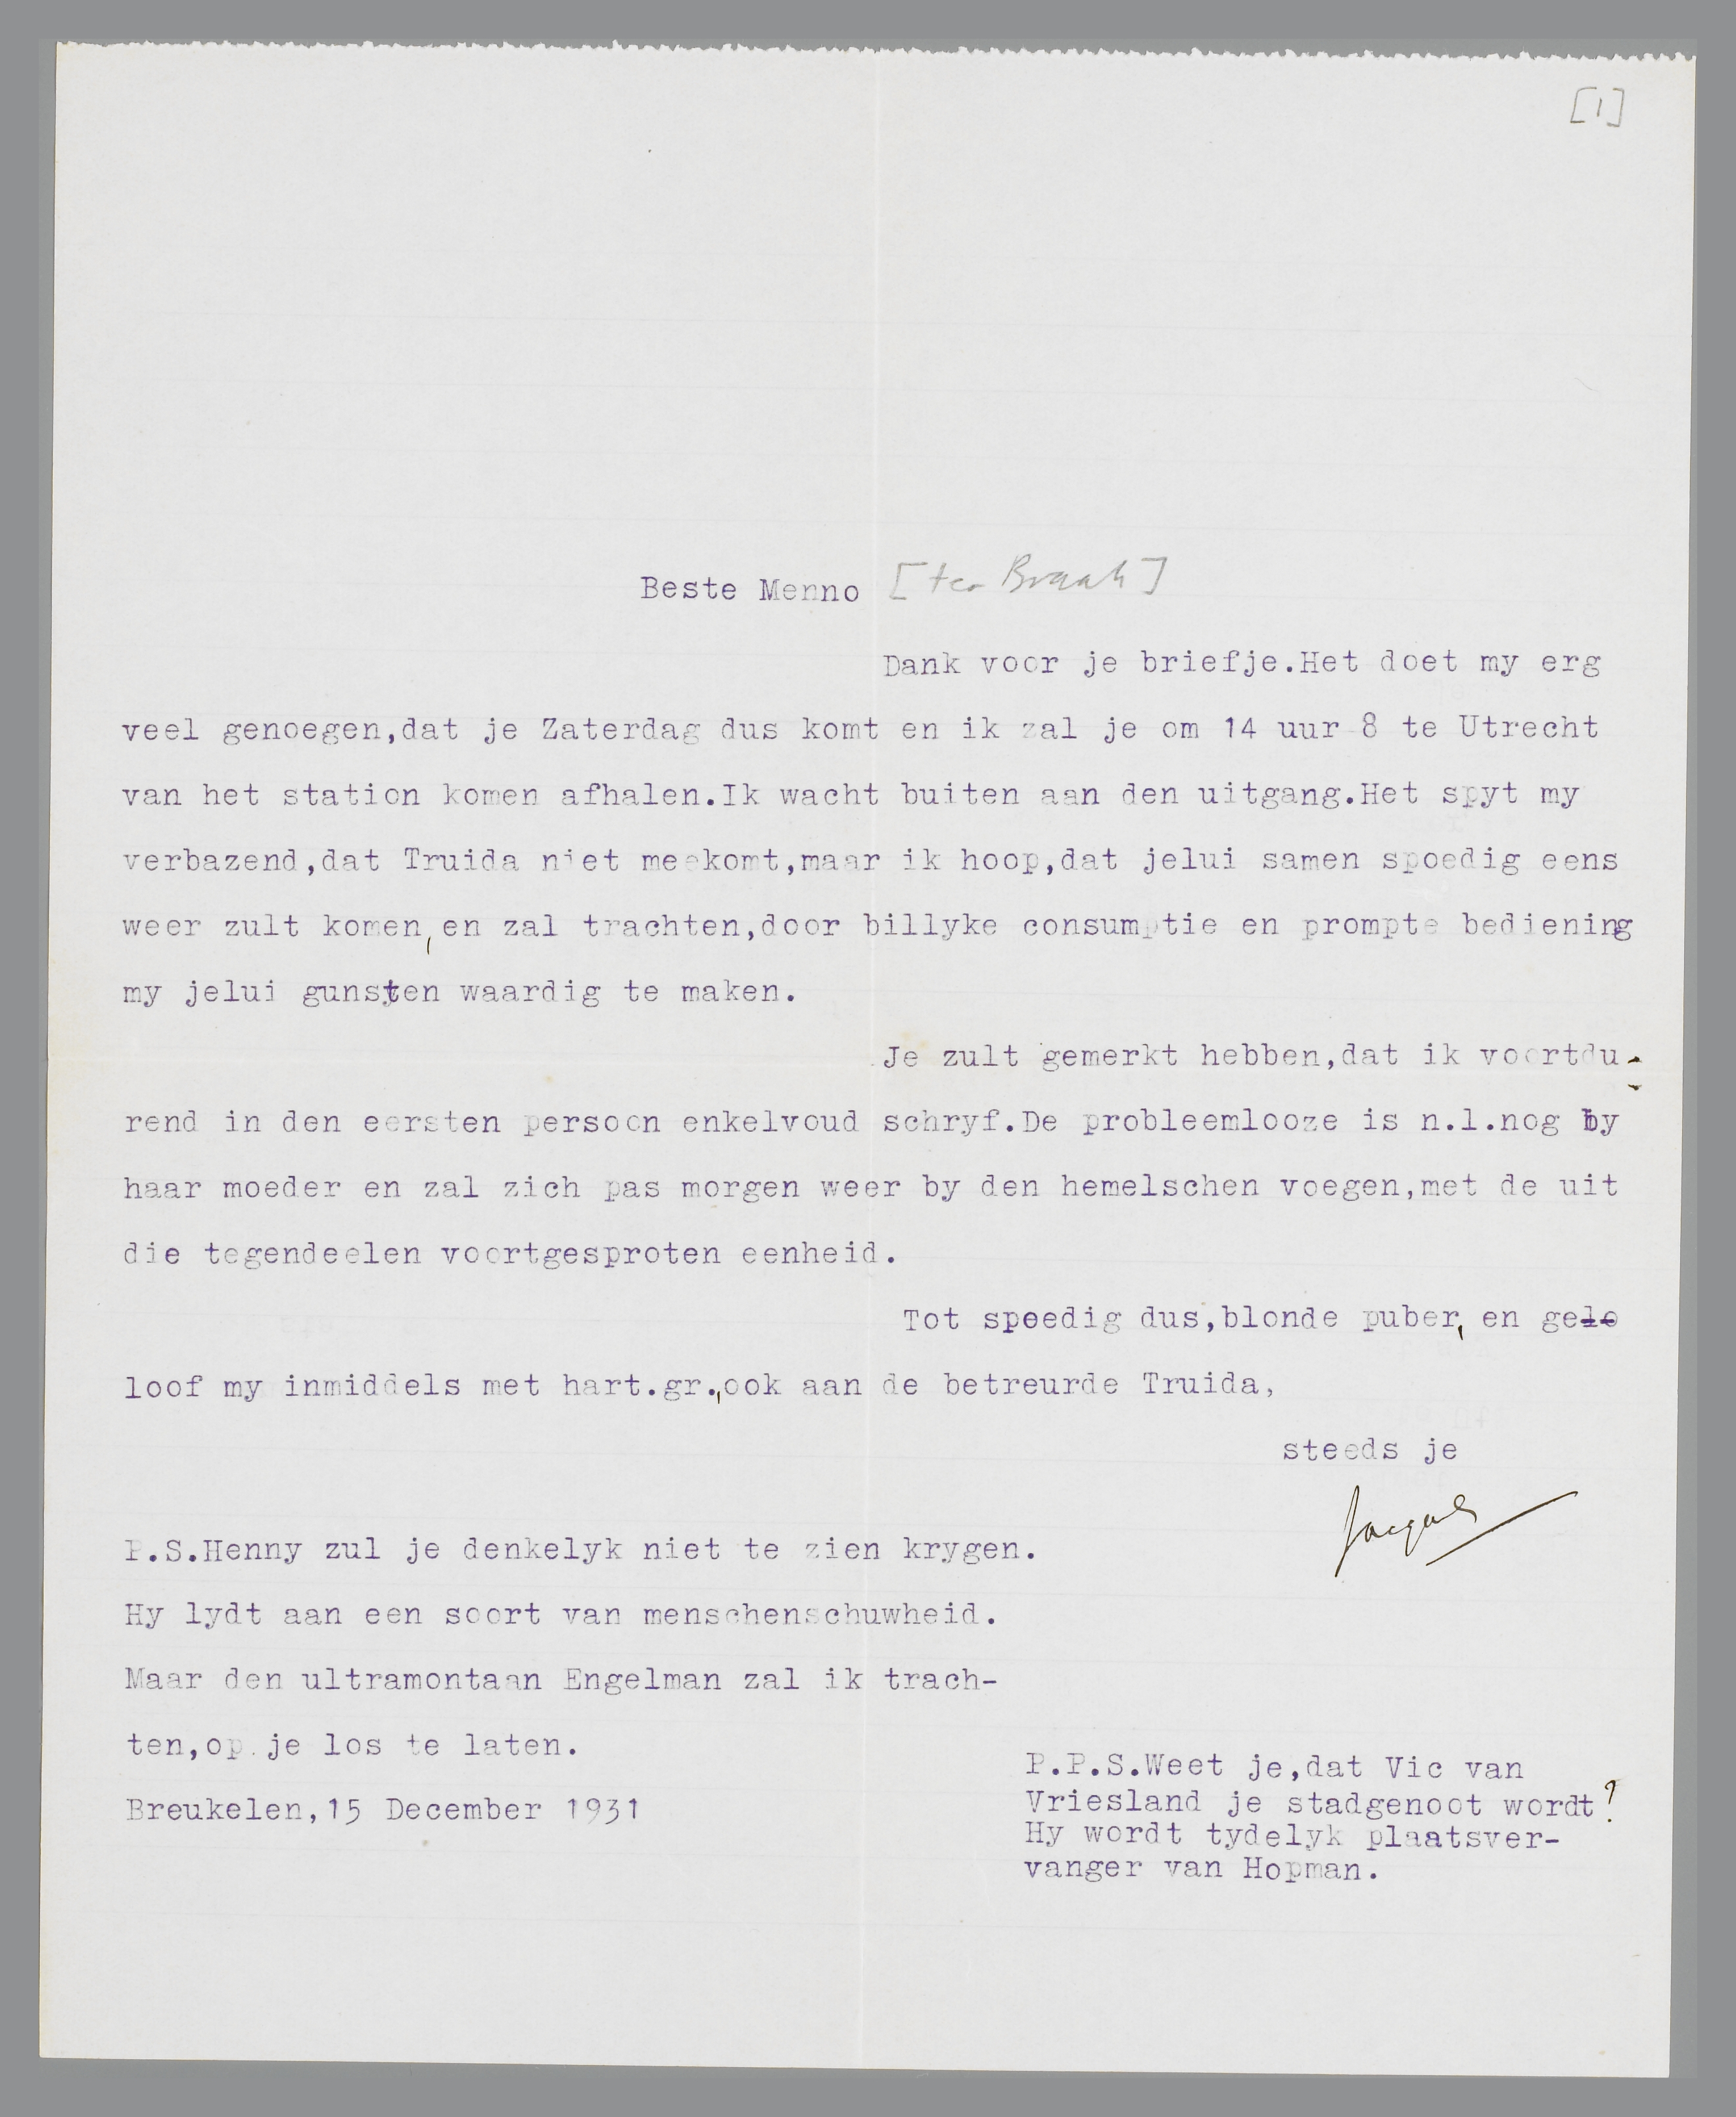 [1]
Beste Menno [ter Braak]
Dank voor je briefje.Het doet my erg
veel genoegen,dat je Zaterdag dus komt en ik zal je om 14 uur 8 te Utrecht
van het station komen afhalen.Ik wacht buiten aan den uitgang.Het spyt my
verbazend,dat Truida niet meekomt,maar ik hoop,dat jelui samen spoedig eens
weer zult komen,en zal trachten,door billyke consumptie en prompte bediening
my jelui gunsten waardig te maken.
Je zult gemerkt hebben,dat ik voortdu-
rend in den eersten persoon enkelvoud schryf.De probleemlooze is n.l.nog by
haar moeder en zal zich pas morgen weer by den hemelschen voegen,met de uit
die tegendeelen voortgesproten eenheid.
Tot spoedig dus,blonde puber, en gelo
loof my inmiddels met hart.gr.,ook aan de betreurde Truida,
steeds je
Jacques
P.S.Henny zul je denkelyk niet te zien krygen.
Hy lydt aan een soort van menschenschuwheid.
Maar den ultramontaan Engelman zal ik trach-
ten,op je los te laten.
Breukelen,15 December 1931
P.P.S.Weet je,dat Vic van
Vriesland je stadgenoot wordt?
Hy wordt tydelyk plaatsver-
vanger van Hopman.